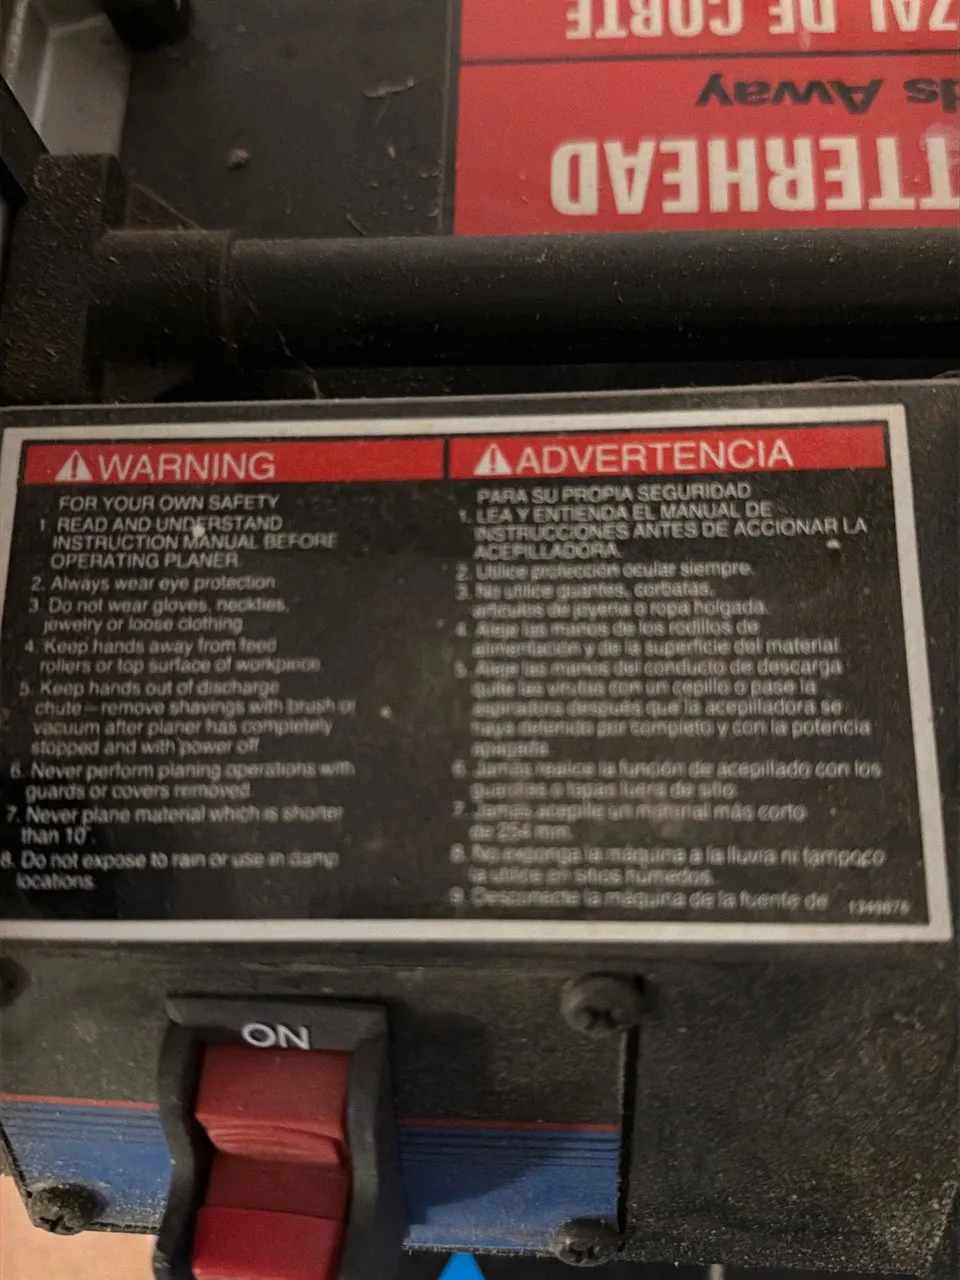 ZAL DE CORTE
ds Away
TTERHEAD
WARNING
FOR YOUR OWN SAFETY
1. READ AND UNDERSTAND
INSTRUCTION MANUAL BEFORE
OPERATING PLANER.
2. Always wear eye protection.
3. Do not wear gloves, neckties,
jewelry or loose clothing.
4. Keep hands away from feed
rollers or top surface of workpiece.
5. Keep hands out of discharge
chute—remove shavings with brush or
vacuum after planer has completely
stopped and with power off.
6. Never perform planing operations with
guards or covers removed.
7. Never plane material which is shorter
than 10".
8. Do not expose to rain or use in damp
locations.
ADVERTENCIA
PARA SU PROPIA SEGURIDAD
1. LEA Y ENTIENDA EL MANUAL DE
INSTRUCCIONES ANTES DE ACCIONAR LA
ACEPILLADORA.
2. Utilice protección ocular siempre.
3. No utilice guantes, corbatas,
artículos de joyería o ropa holgada.
4. Aleje las manos de los rodillos de
alimentación y de la superficie del material.
5. Aleje las manos del conducto de descarga
quite las virutas con un cepillo o pase la
aspiradora después que la acepilladora se
haya detenido por completo y con la potencia
apagada.
6. Jamás realice la función de acepillado con los
guardas o tapas fuera de sitio.
7. Jamás acepille un material más corto
de 254 mm.
8. No exponga la máquina a la lluvia ni tampoco
la utilice en sitios húmedos.
9. Desconecte la máquina de la fuente de
ON